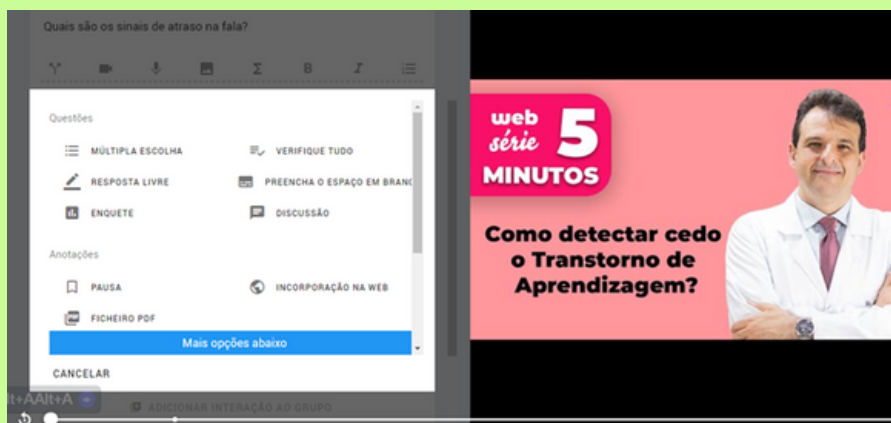 Quais são os sinais de atraso na fala?
Σ B I
Questões
MÚLTIPLA ESCOLHA
VERIFIQUE TUDO
RESPOSTA LIVRE
PREENCHA O ESPAÇO EM BRANC
ENQUETE
DISCUSSÃO
Anotações
PAUSA
INCORPORAÇÃO NA WEB
FICHEIRO PDF
Mais opções abaixo
CANCELAR
lt+AAlt+A
ADICIONAR INTERAÇÃO AO GRUPO
web
série 5
MINUTOS
Como detectar cedo
o Transtorno de
Aprendizagem?